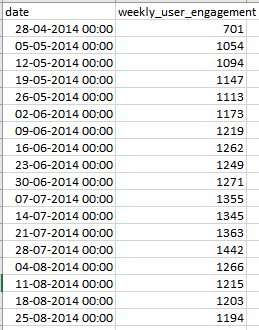 date weekly_user_engagement
28-04-2014 00:00 701
05-05-2014 00:00 1054
12-05-2014 00:00 1094
19-05-2014 00:00 1147
26-05-2014 00:00 1113
02-06-2014 00:00 1173
09-06-2014 00:00 1219
16-06-2014 00:00 1262
23-06-2014 00:00 1249
30-06-2014 00:00 1271
07-07-2014 00:00 1355
14-07-2014 00:00 1345
21-07-2014 00:00 1363
28-07-2014 00:00 1442
04-08-2014 00:00 1266
11-08-2014 00:00 1215
18-08-2014 00:00 1203
25-08-2014 00:00 1194